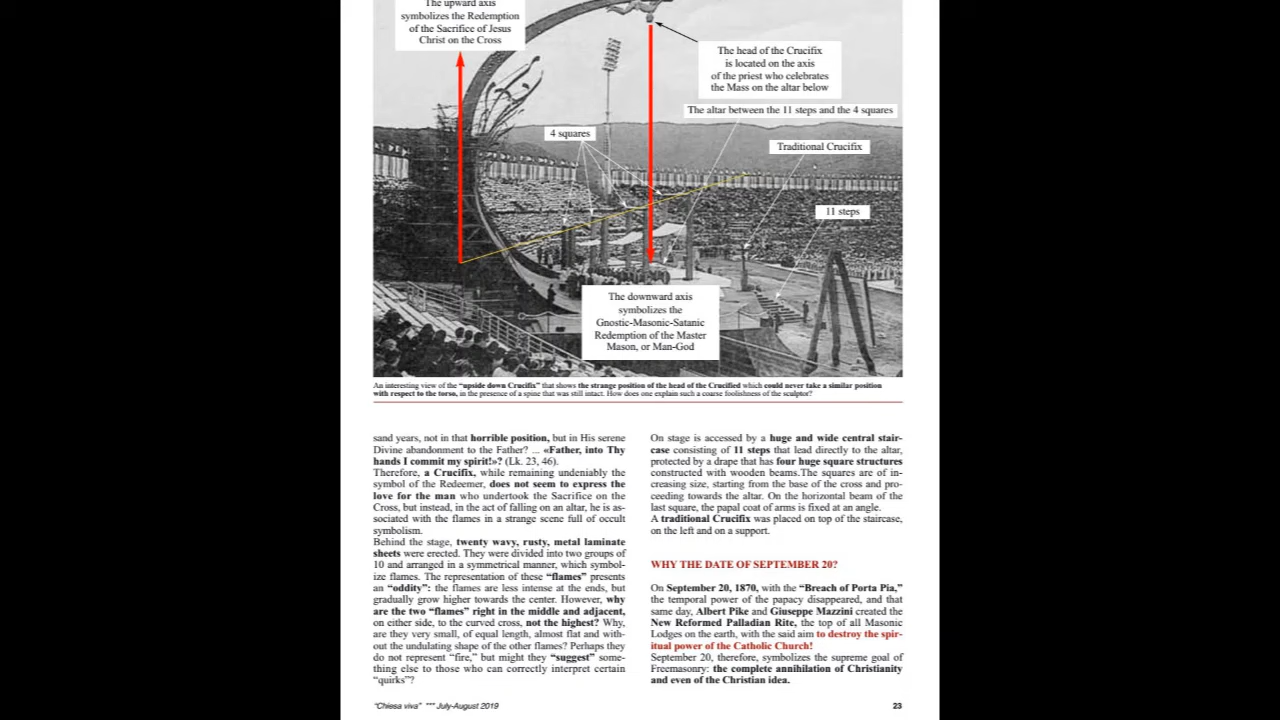 The upward axis
symbolizes the Redemption
of the Sacrifice of Jesus
Christ on the Cross
The head of the Crucifix
is located on the axis
of the priest who celebrates
the Mass on the altar below
The altar between the 11 steps and the 4 squares
4 squares
Traditional Crucifix
11 steps
The downward axis
symbolizes the
Gnostic-Masonic-Satanic
Redemption of the Master
Mason, or Man-God
An interesting view of the “upside down Crucifix” that shows the strange position of the head of the Crucified which could never take a similar position
with respect to the torso, in the presence of a spine that was still intact. How does one explain such a coarse foolishness of the sculptor?
sand years, not in that horrible position, but in His serene
Divine abandonment to the Father? ... «Father, into Thy
hands I commit my spirit!»? (Lk. 23, 46).
Therefore, a Crucifix, while remaining undeniably the
symbol of the Redeemer, does not seem to express the
love for the man who undertook the Sacrifice on the
Cross, but instead, in the act of falling on an altar, he is as-
sociated with the flames in a strange scene full of occult
symbolism.
Behind the stage, twenty wavy, rusty, metal laminate
sheets were erected. They were divided into two groups of
10 and arranged in a symmetrical manner, which symbol-
ize flames. The representation of these “flames” presents
an “oddity”: the flames are less intense at the ends, but
gradually grow higher towards the center. However, why
are the two “flames” right in the middle and adjacent,
on either side, to the curved cross, not the highest? Why,
are they very small, of equal length, almost flat and with-
out the undulating shape of the other flames? Perhaps they
do not represent “fire,” but might they “suggest” some-
thing else to those who can correctly interpret certain
“quirks”?
On stage is accessed by a huge and wide central stair-
case consisting of 11 steps that lead directly to the altar,
protected by a drape that has four huge square structures
constructed with wooden beams.The squares are of in-
creasing size, starting from the base of the cross and pro-
ceeding towards the altar. On the horizontal beam of the
last square, the papal coat of arms is fixed at an angle.
A traditional Crucifix was placed on top of the staircase,
on the left and on a support.
WHY THE DATE OF SEPTEMBER 20?
On September 20, 1870, with the “Breach of Porta Pia,”
the temporal power of the papacy disappeared, and that
same day, Albert Pike and Giuseppe Mazzini created the
New Reformed Palladian Rite, the top of all Masonic
Lodges on the earth, with the said aim to destroy the spir-
itual power of the Catholic Church!
September 20, therefore, symbolizes the supreme goal of
Freemasonry: the complete annihilation of Christianity
and even of the Christian idea.
"Chiesa viva" *** July-August 2019
23